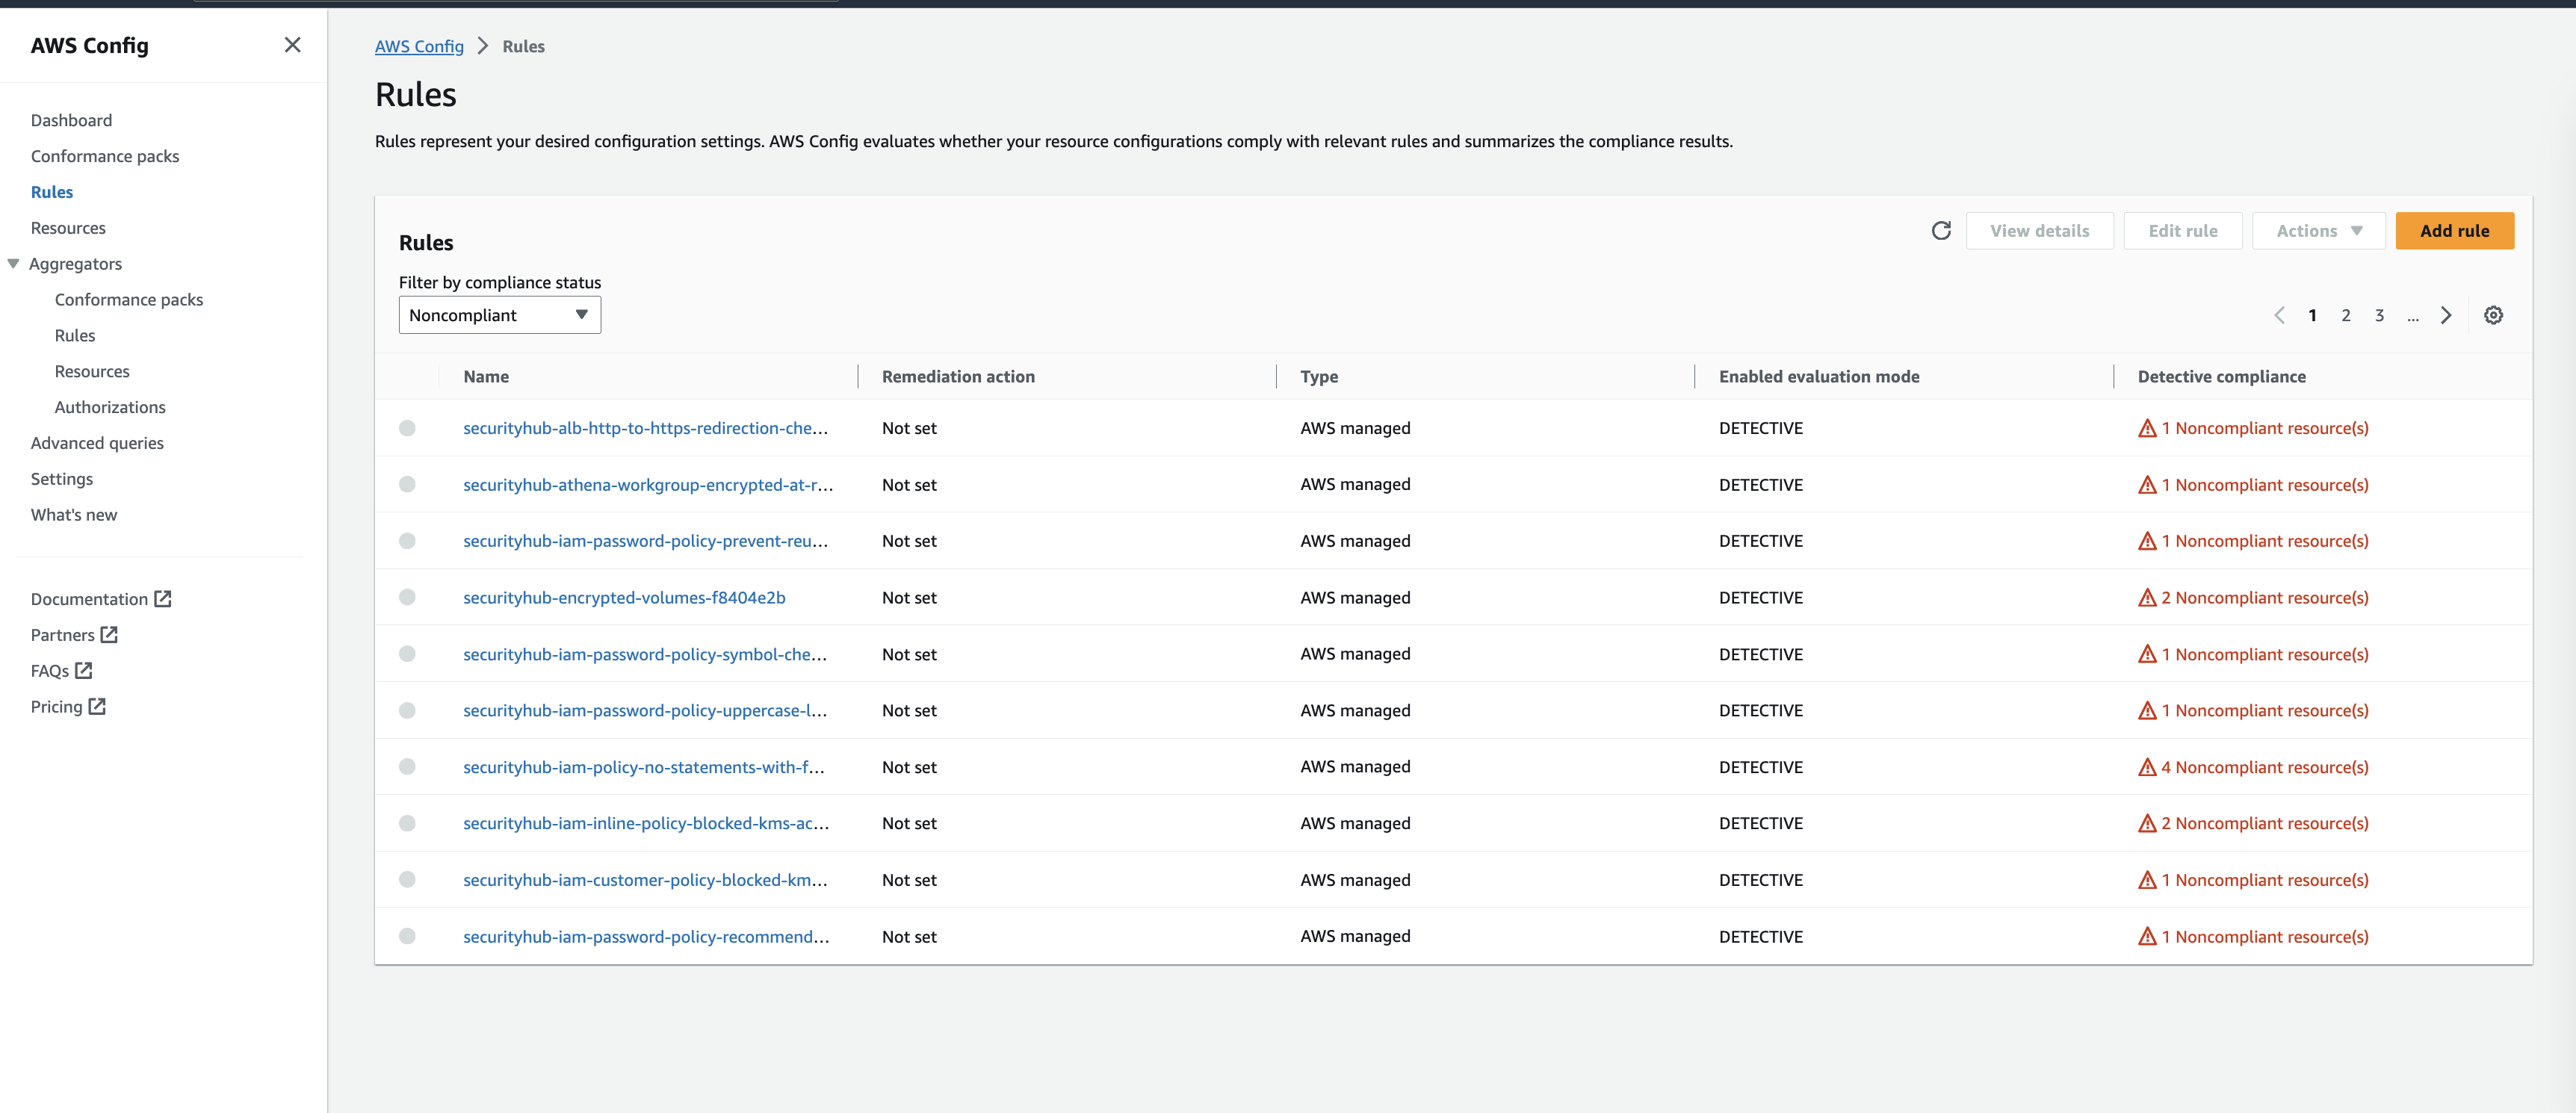 AWS Config
Dashboard
Conformance packs
Rules
Resources
Aggregators
Conformance packs
Rules
Resources
Authorizations
Advanced queries
Settings
What's new
Documentation
Partners
FAQs
Pricing
AWS Config > Rules
Rules
Rules represent your desired configuration settings. AWS Config evaluates whether your resource configurations comply with relevant rules and summarizes the compliance results.
Rules
View details Edit rule Actions Add rule
Filter by compliance status
Noncompliant
1 2 3 ...
Name Remediation action Type Enabled evaluation mode Detective compliance
securityhub-alb-http-to-https-redirection-che... Not set AWS managed DETECTIVE 1 Noncompliant resource(s)
securityhub-athena-workgroup-encrypted-at-r... Not set AWS managed DETECTIVE 1 Noncompliant resource(s)
securityhub-iam-password-policy-prevent-reu... Not set AWS managed DETECTIVE 1 Noncompliant resource(s)
securityhub-encrypted-volumes-f8404e2b Not set AWS managed DETECTIVE 2 Noncompliant resource(s)
securityhub-iam-password-policy-symbol-che... Not set AWS managed DETECTIVE 1 Noncompliant resource(s)
securityhub-iam-password-policy-uppercase-l... Not set AWS managed DETECTIVE 1 Noncompliant resource(s)
securityhub-iam-policy-no-statements-with-f... Not set AWS managed DETECTIVE 4 Noncompliant resource(s)
securityhub-iam-inline-policy-blocked-kms-ac... Not set AWS managed DETECTIVE 2 Noncompliant resource(s)
securityhub-iam-customer-policy-blocked-km... Not set AWS managed DETECTIVE 1 Noncompliant resource(s)
securityhub-iam-password-policy-recommend... Not set AWS managed DETECTIVE 1 Noncompliant resource(s)